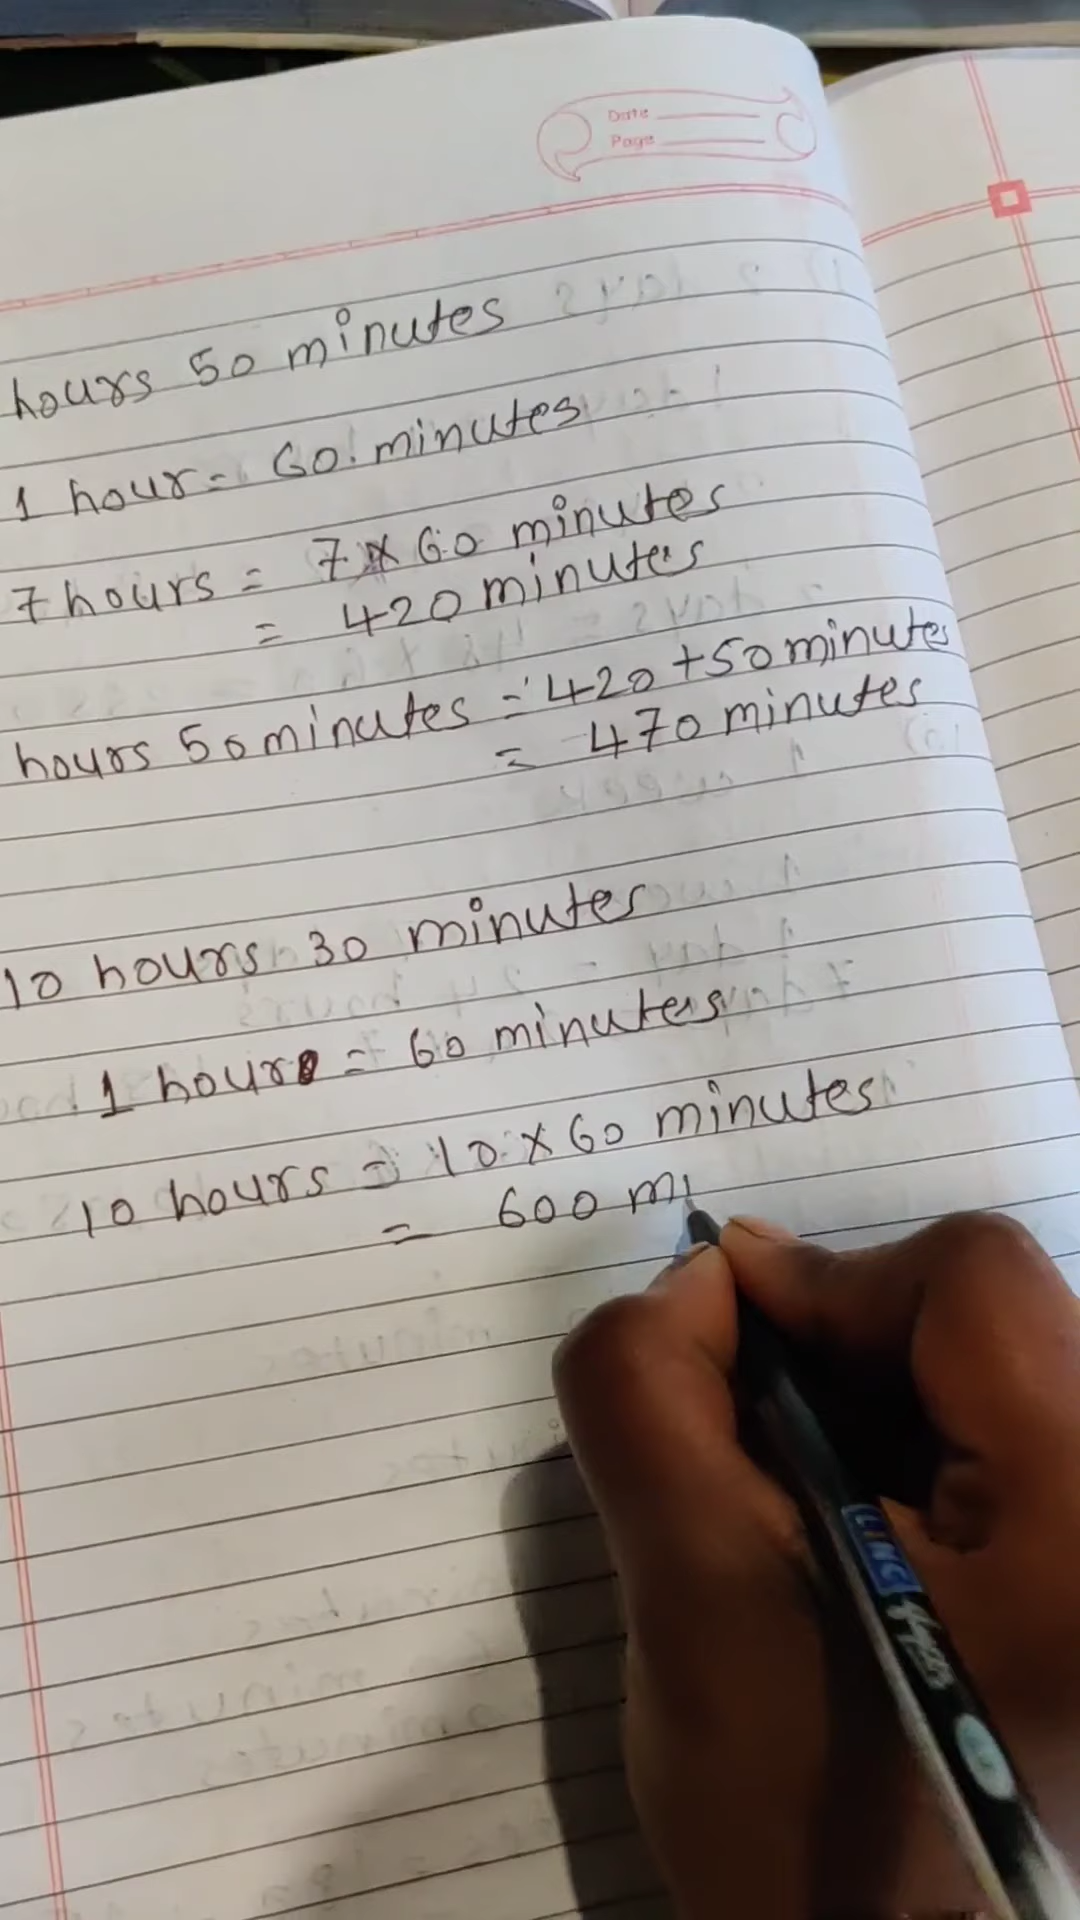 Date
Page
hours 50 minutes
1 hour = 60 minutes
7 hours = 7 × 60 minutes
= 420 minutes
hours 50 minutes = 420 + 50 minutes
= 470 minutes
10 hours 30 minutes
1 hour = 60 minutes
10 hours = 10 × 60 minutes
= 600 mi
LINC